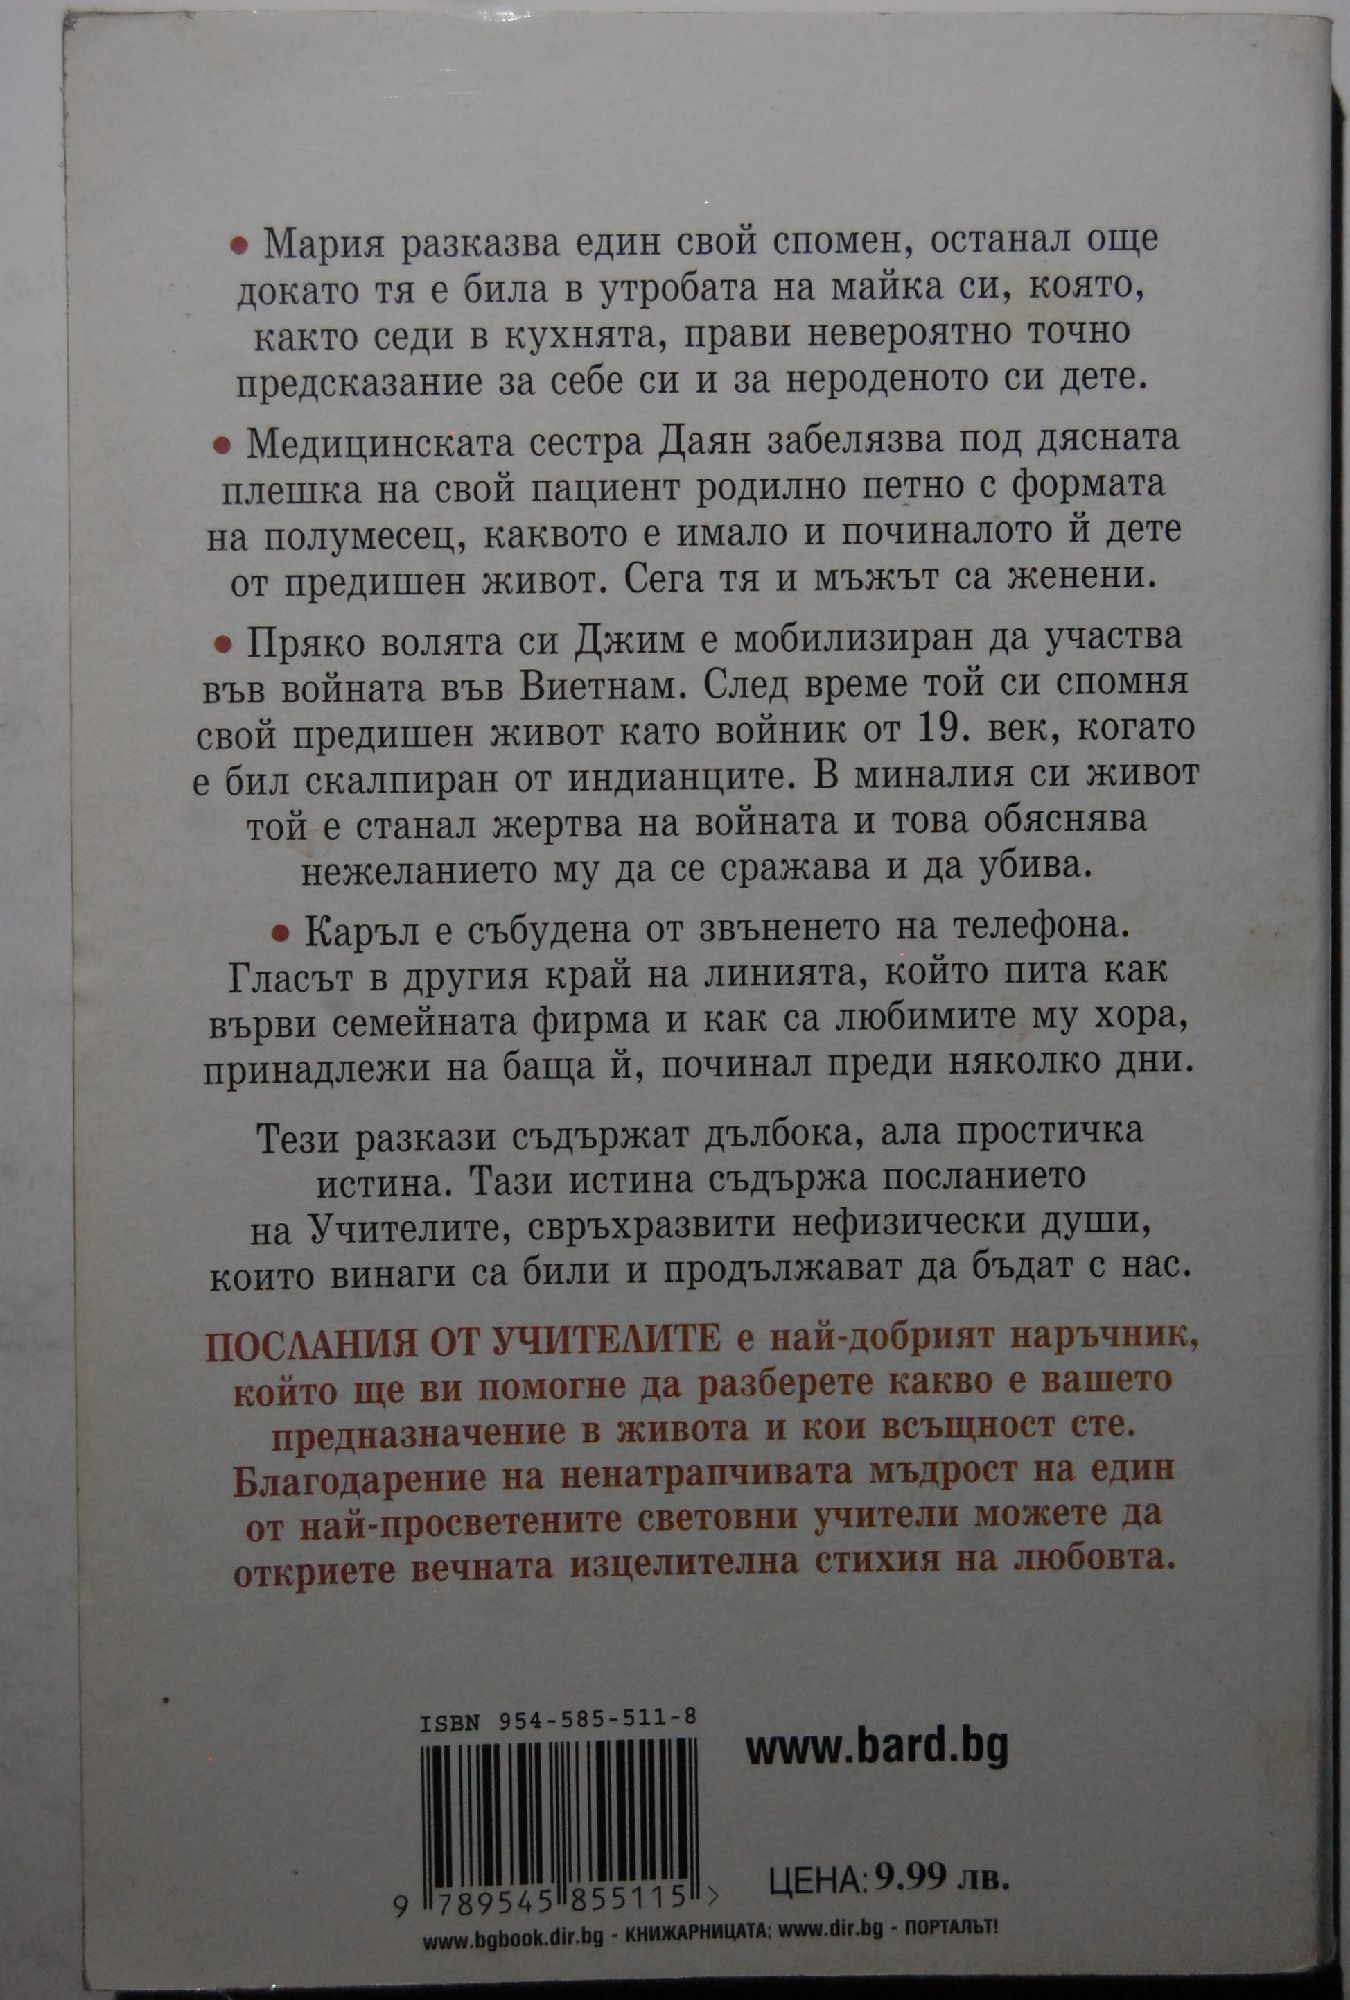 • Мария разказва един свой спомен, останал още
докато тя е била в утробата на майка си, която,
както седи в кухнята, прави невероятно точно
предсказание за себе си и за нероденото си дете.
• Медицинската сестра Даян забелязва под дясната
плешка на свой пациент родилно петно с формата
на полумесец, каквото е имало и починалото й дете
от предишен живот. Сега тя и мъжът са женени.
• Пряко волята си Джим е мобилизиран да участва
във войната във Виетнам. След време той си спомня
свой предишен живот като войник от 19. век, когато
е бил скалпиран от индианците. В миналия си живот
той е станал жертва на войната и това обяснява
нежеланието му да се сражава и да убива.
• Каръл е събудена от звъненето на телефона.
Гласът в другия край на линията, който пита как
върви семейната фирма и как са любимите му хора,
принадлежи на баща й, починал преди няколко дни.
Тези разкази съдържат дълбока, ала простичка
истина. Тази истина съдържа посланието
на Учителите, свръхразвити нефизически души,
които винаги са били и продължават да бъдат с нас.
ПОСЛАНИЯ ОТ УЧИТЕЛИТЕ е най-добрият наръчник,
който ще ви помогне да разберете какво е вашето
предназначение в живота и кои всъщност сте.
Благодарение на ненатрапчивата мъдрост на един
от най-просветените световни учители можете да
откриете вечната изцелителна стихия на любовта.
ISBN 954-585-511-8
www.bard.bg
ЦЕНА: 9.99 лв.
9 789545 855115 >
www.bgbook.dir.bg - КНИЖАРНИЦАТА; www.dir.bg - ПОРТАЛЪТ!